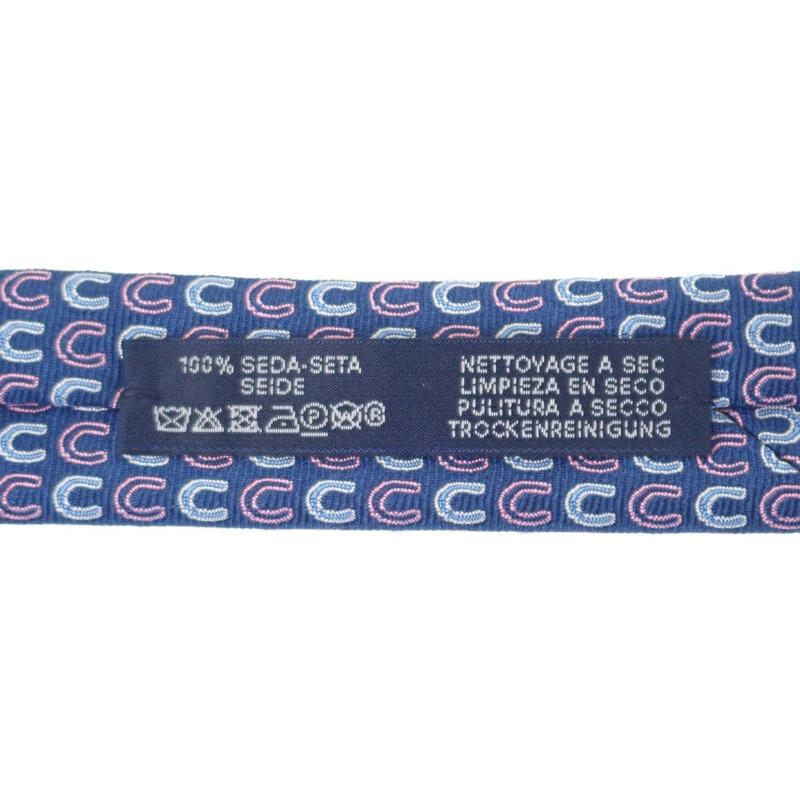 100% SEDA-SETA
SEIDE
P W ®
NETTOYAGE A SEC
LIMPIEZA EN SECO
PULITURA A SECCO
TROCKENREINIGUNG